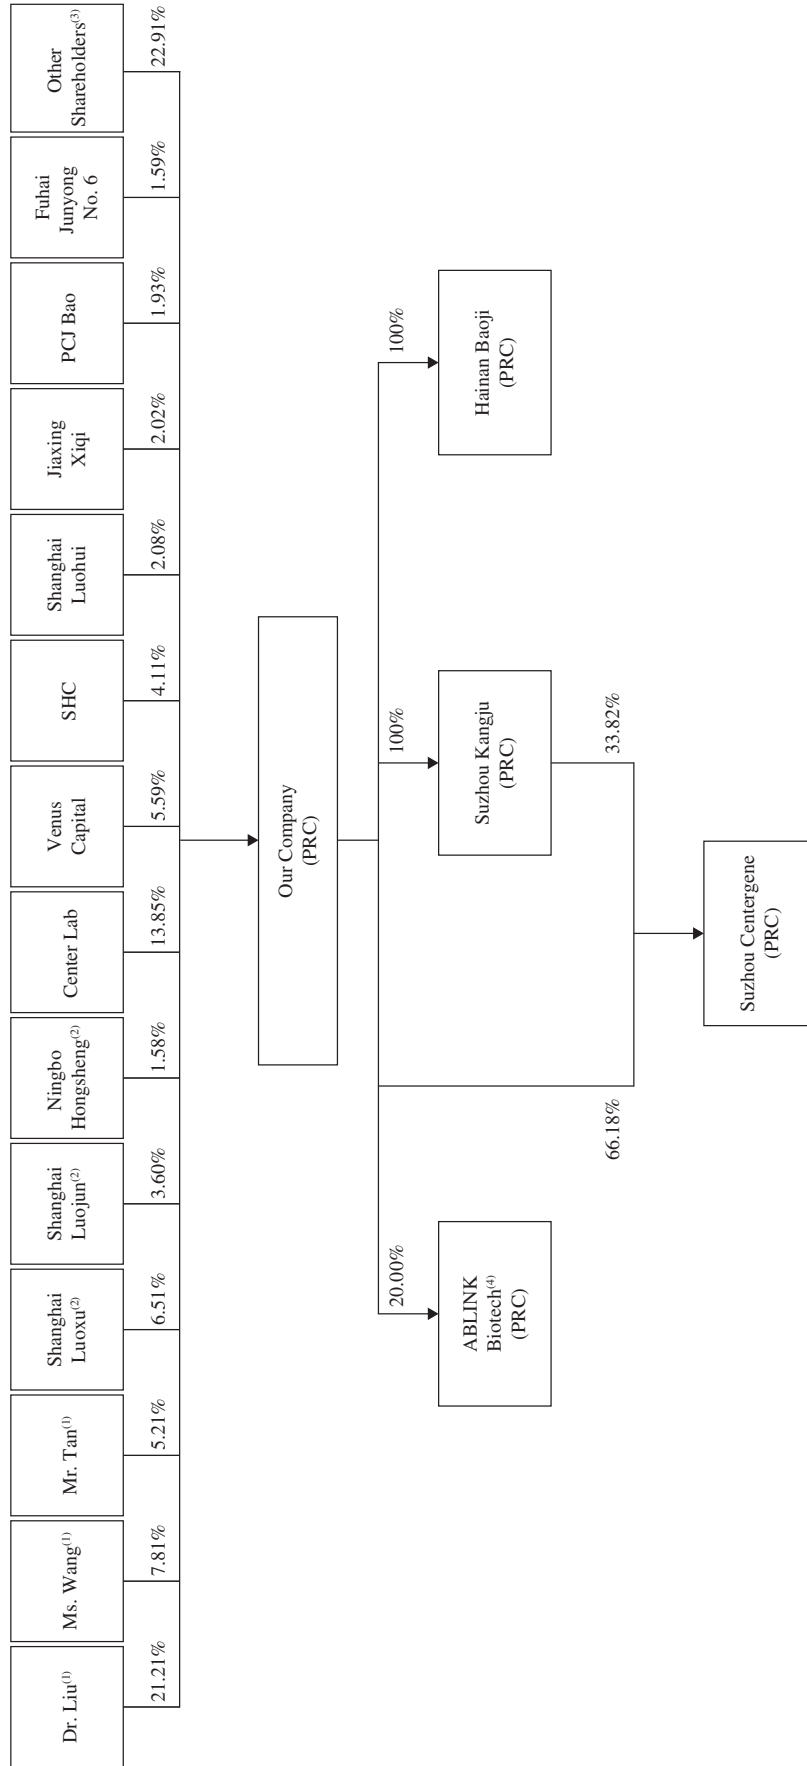 Dr. Liu(1)
Ms. Wang(1)
Mr. Tan(1)
Shanghai
Luoxu(2)
Shanghai
Luojun(2)
Ningbo
Hongsheng(2)
Center Lab
Venus
Capital
SHC
Shanghai
Luohui
Jiaxing
Xiqi
PCJ Bao
Fuhai
Junyong
No. 6
Other
Shareholders(3)
21.21%
7.81%
5.21%
6.51%
3.60%
1.58%
13.85%
5.59%
4.11%
2.08%
2.02%
1.93%
1.59%
22.91%
Our Company
(PRC)
20.00%
100%
100%
ABLINK
Biotech(4)
(PRC)
Suzhou Kangju
(PRC)
Hainan Baoji
(PRC)
66.18%
33.82%
Suzhou Centergene
(PRC)